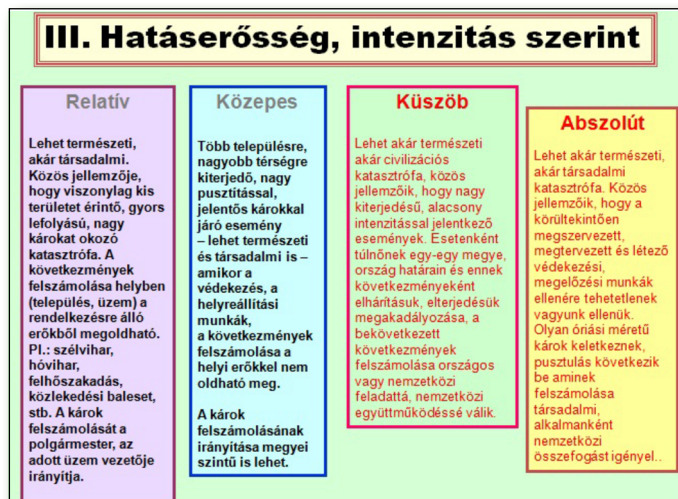 III. Hatáserősség, intenzitás szerint
Relatív
Lehet természeti,
akár társadalmi.
Közös jellemzője,
hogy viszonylag kis
területet érintő, gyors
lefolyású, nagy
károkat okozó
katasztrófa. A
következmények
felszámolása helyben
(település, üzem) a
rendelkezésre álló
erőkből megoldható.
Pl.: szélvihar,
hóvihar,
felhőszakadás,
közlekedési baleset,
stb. A károk
felszámolását a
polgármester, az
adott üzem vezetője
irányítja.
Közepes
Több településre,
nagyobb térségre
kiterjedő, nagy
pusztítással,
jelentős károkkal
járó esemény
– lehet természeti
és társadalmi is –
amikor a
védekezés, a
helyreállítási
munkák,
a következmények
felszámolása a
helyi erőkkel nem
oldható meg.
A károk
felszámolásának
irányítása megyei
szintű is lehet.
Küszöb
Lehet akár természeti
akár civilizációs
katasztrófa, közös
jellemzőik, hogy nagy
kiterjedésű, alacsony
intenzitással jelentkező
események. Esetenként
túlnőnek egy-egy megye,
ország határain és ennek
következményeként
elhárításuk, elterjedésük
megakadályozása, a
bekövetkezett
következmények
felszámolása országos
vagy nemzetközi
feladattá, nemzetközi
együttműködéssé válik.
Abszolút
Lehet akár természeti,
akár társadalmi
katasztrófa. Közös
jellemzőik, hogy a
körültekintően
megszervezett,
megtervezett és létező
védekezési,
megelőzési munkák
ellenére tehetetlenek
vagyunk ellenük.
Olyan óriási méretű
károk keletkeznek,
pusztulás következik
be aminek
felszámolása
társadalmi,
alkalmanként
nemzetközi
összefogást igényel..